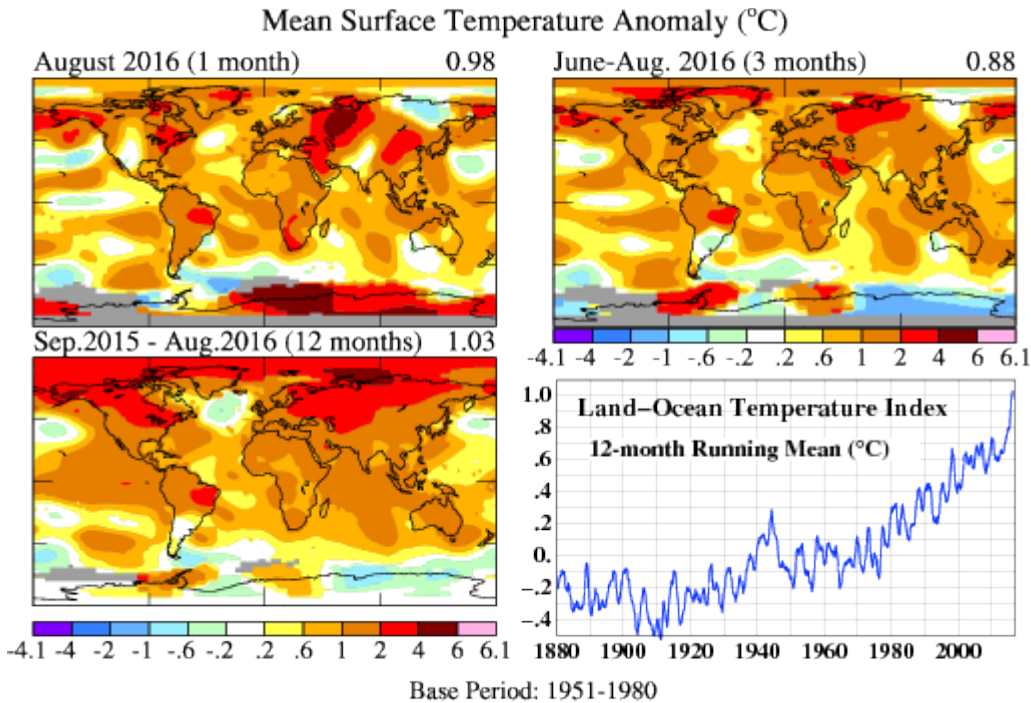 Mean Surface Temperature Anomaly (°C)
August 2016 (1 month) 0.98
June-Aug. 2016 (3 months) 0.88
-4.1 -4 -2 -1 -.6 -.2 .2 .6 1 2 4 6 6.1
Sep.2015 - Aug.2016 (12 months) 1.03
-4.1 -4 -2 -1 -.6 -.2 .2 .6 1 2 4 6 6.1
Land-Ocean Temperature Index
12-month Running Mean (°C)
1.0
.8
.6
.4
.2
0.
-.2
-.4
1880 1900 1920 1940 1960 1980 2000
Base Period: 1951-1980